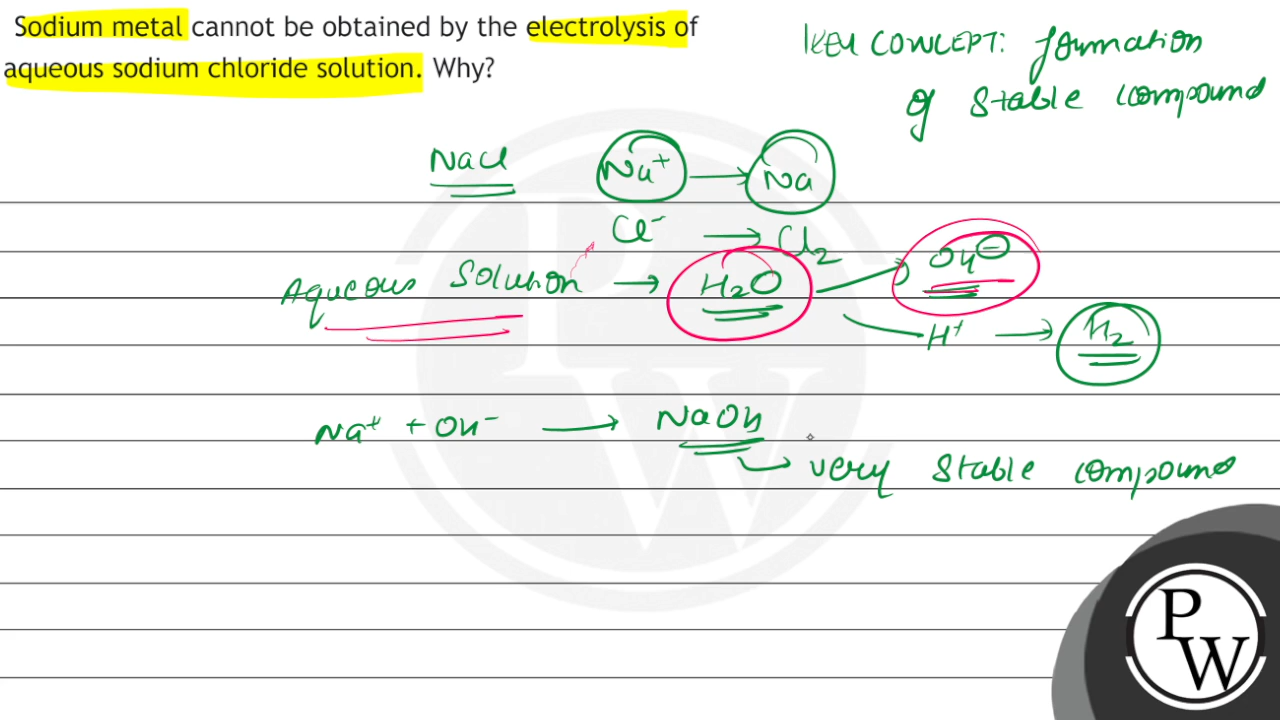 Sodium metal cannot be obtained by the electrolysis of
aqueous sodium chloride solution. Why?
KEY CONCEPT: formation
of stable compound
NaCl Na⁺ → Na
Cl⁻ → Cl₂
Aqueous Solution → H₂O → OH⁻
H⁺ → H₂
Na⁺ + OH⁻ → NaOH
→ very stable compound
P
W
PW